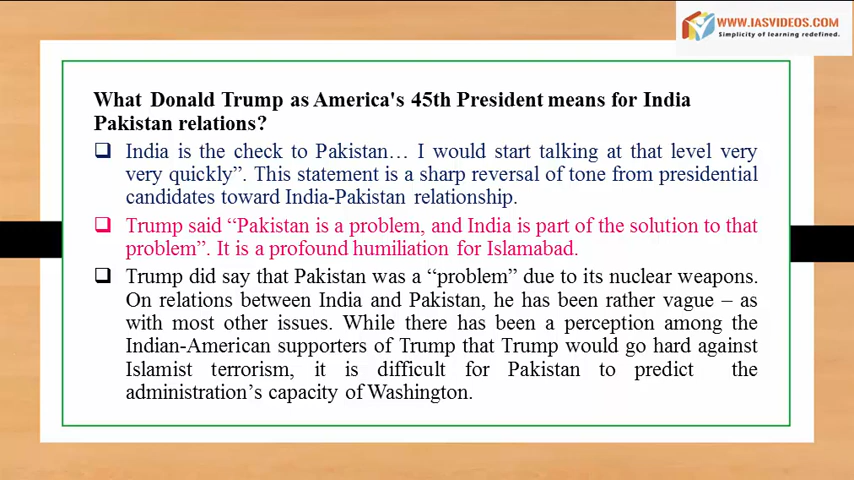 WWW.IASVIDEOS.COM
Simplicity of learning redefined.
What Donald Trump as America's 45th President means for India
Pakistan relations?
India is the check to Pakistan… I would start talking at that level very
very quickly”. This statement is a sharp reversal of tone from presidential
candidates toward India-Pakistan relationship.
Trump said “Pakistan is a problem, and India is part of the solution to that
problem”. It is a profound humiliation for Islamabad.
Trump did say that Pakistan was a “problem” due to its nuclear weapons.
On relations between India and Pakistan, he has been rather vague – as
with most other issues. While there has been a perception among the
Indian-American supporters of Trump that Trump would go hard against
Islamist terrorism, it is difficult for Pakistan to predict the
administration’s capacity of Washington.